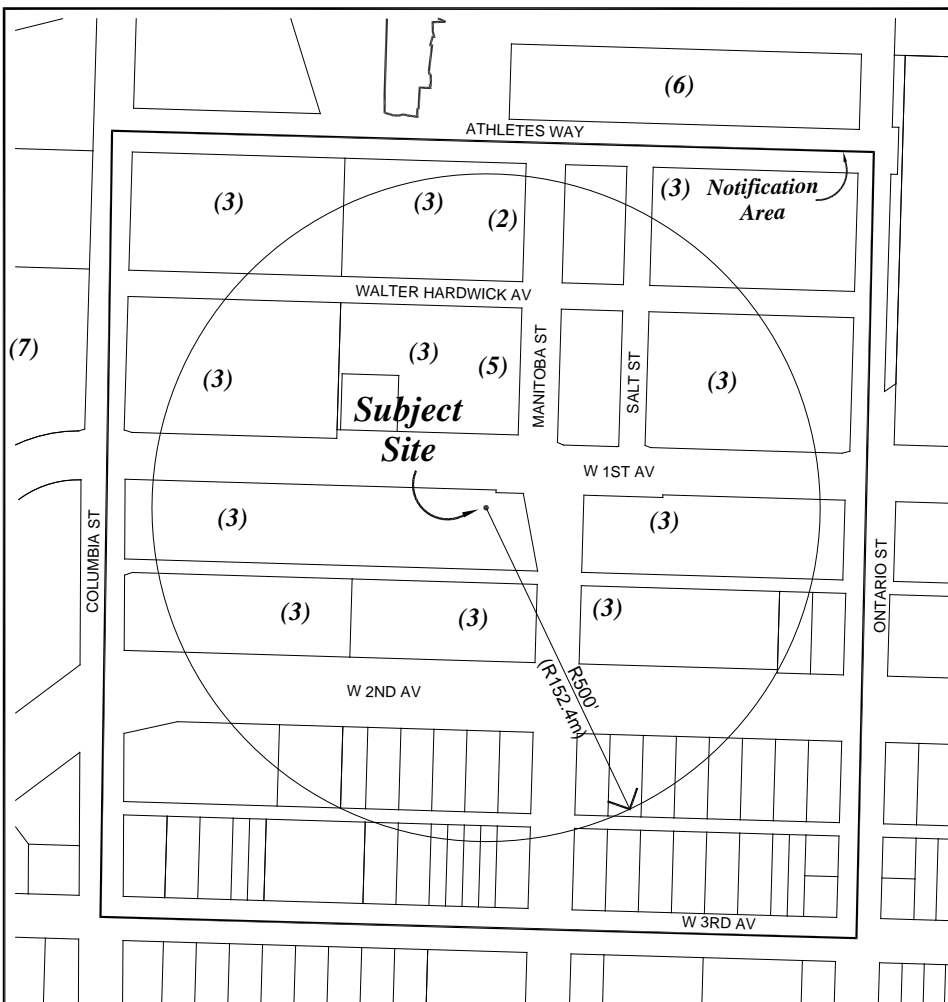 (6)
ATHLETES WAY
(3)
(3)
(2)
(3)
Notification
Area
WALTER HARDWICK AV
(7)
(3)
(3)
(5)
MANITOBA ST
SALT ST
(3)
Subject
Site
W 1ST AV
(3)
(3)
COLUMBIA ST
ONTARIO ST
(3)
(3)
(3)
W 2ND AV
R500'
(R152.4m)
W 3RD AV